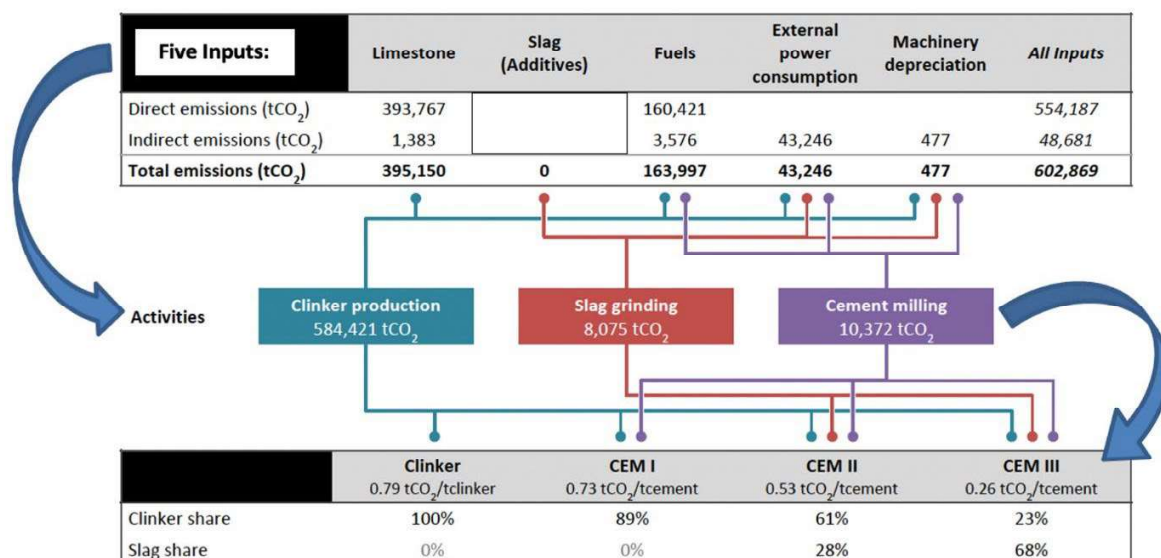 Five Inputs: Limestone Slag (Additives) Fuels External power consumption Machinery depreciation All Inputs
Direct emissions (tCO₂) 393,767 160,421 554,187
Indirect emissions (tCO₂) 1,383 3,576 43,246 477 48,681
Total emissions (tCO₂) 395,150 0 163,997 43,246 477 602,869
Activities
Clinker production
584,421 tCO₂
Slag grinding
8,075 tCO₂
Cement milling
10,372 tCO₂
Clinker CEM I CEM II CEM III
0.79 tCO₂/tclinker 0.73 tCO₂/tcement 0.53 tCO₂/tcement 0.26 tCO₂/tcement
Clinker share 100% 89% 61% 23%
Slag share 0% 0% 28% 68%